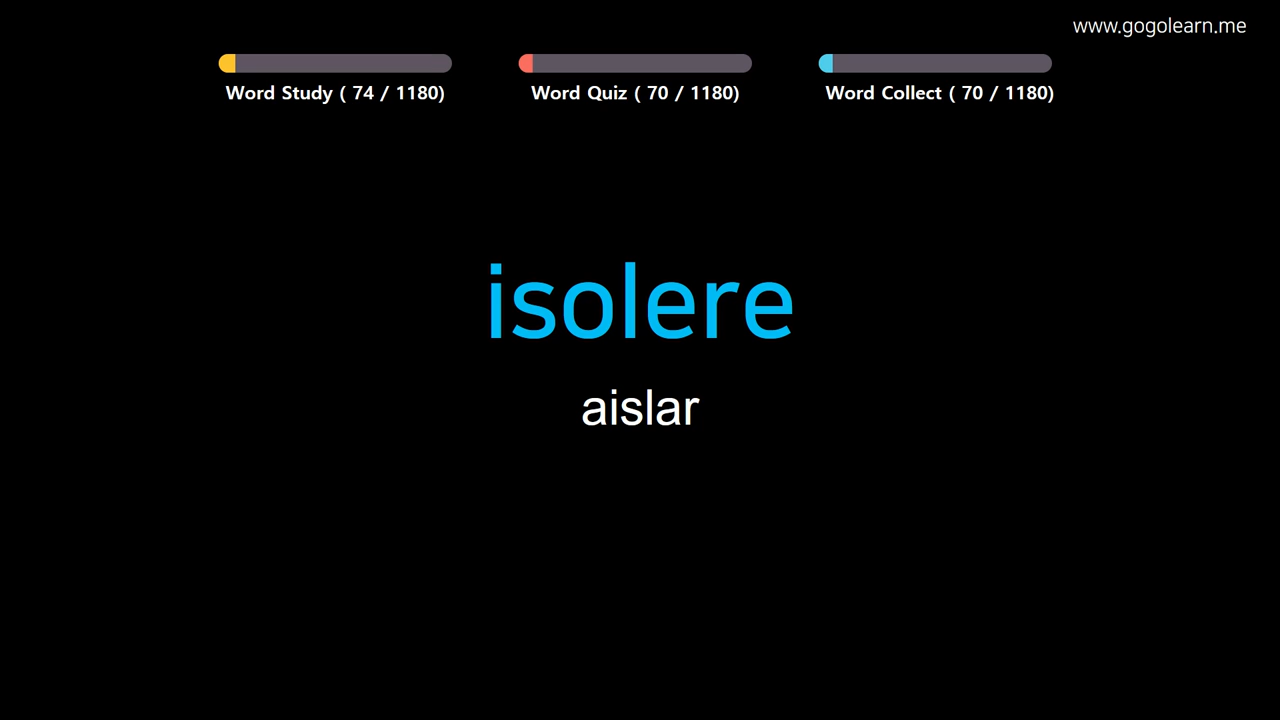 www.gogolearn.me
Word Study ( 74 / 1180)
Word Quiz ( 70 / 1180)
Word Collect ( 70 / 1180)
isolere
aislar